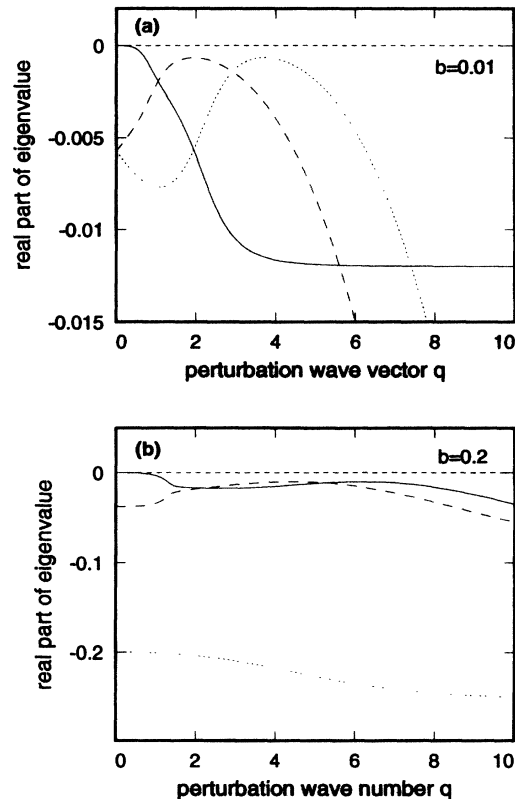 (a)
b=0.01
real part of eigenvalue
0
-0.005
-0.01
-0.015
0 2 4 6 8 10
perturbation wave vector q
(b)
b=0.2
real part of eigenvalue
0
-0.1
-0.2
0 2 4 6 8 10
perturbation wave number q